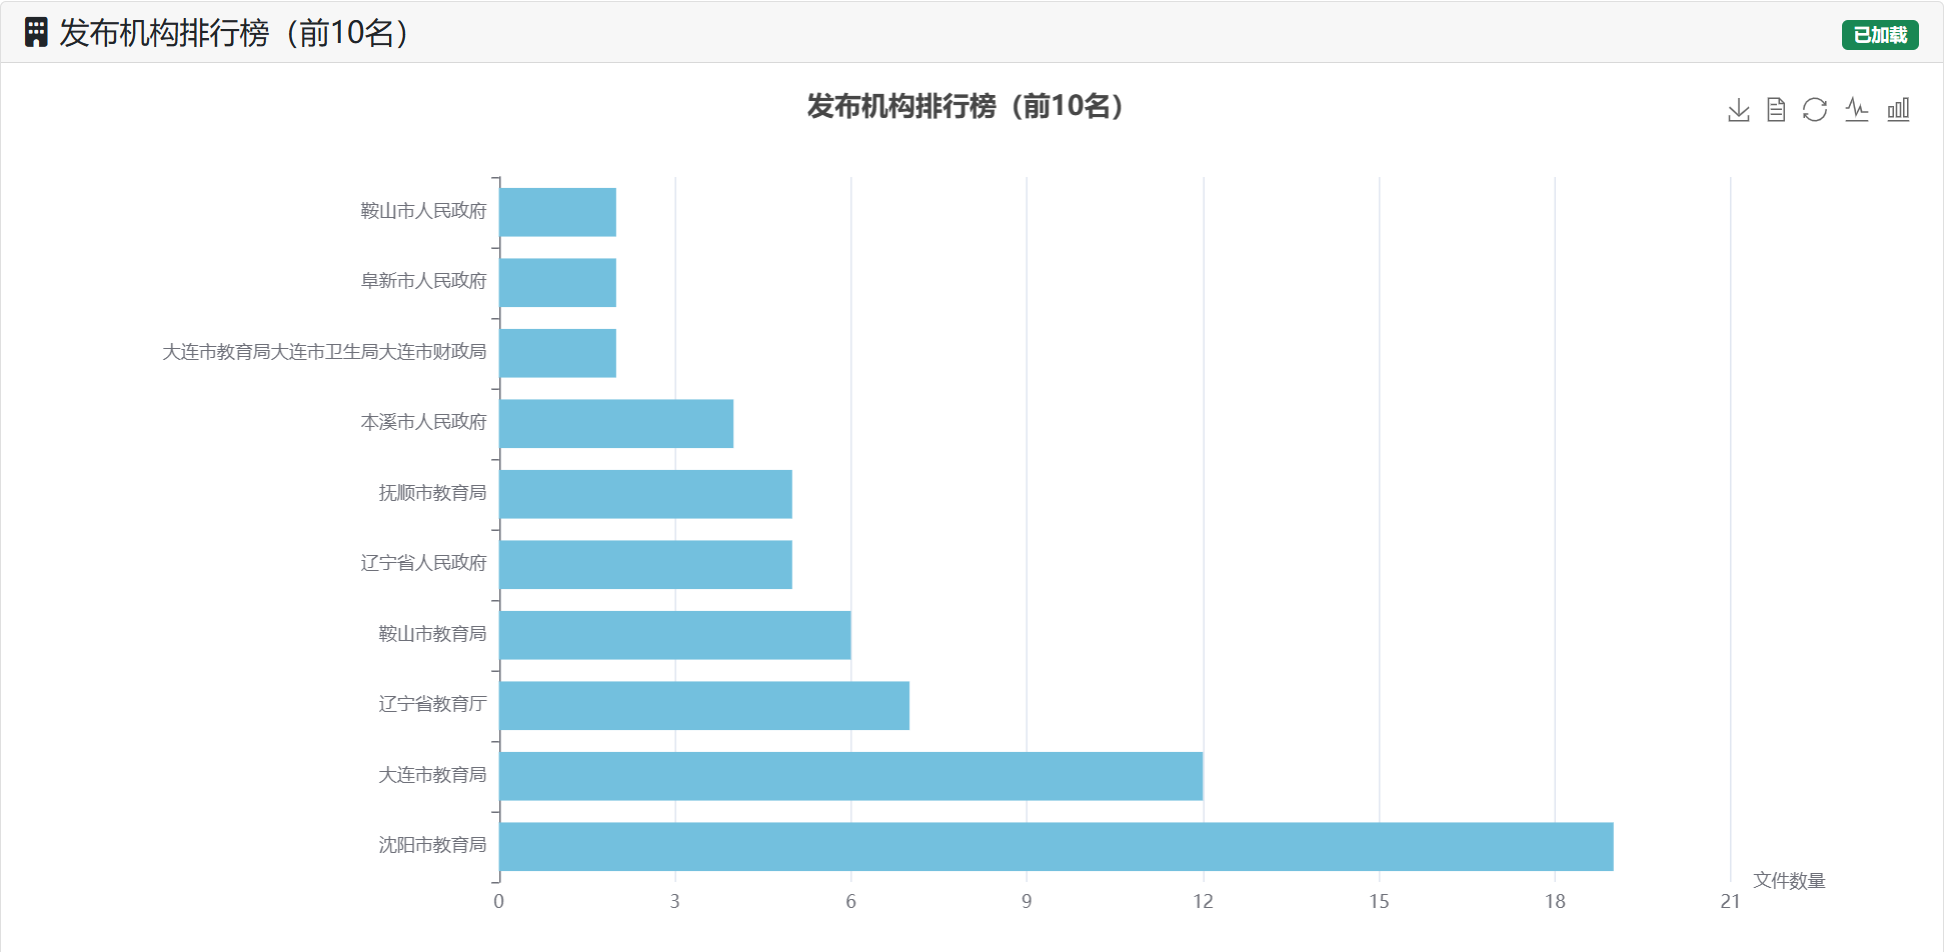 发布机构排行榜（前10名）
已加载
发布机构排行榜（前10名）
鞍山市人民政府
阜新市人民政府
大连市教育局大连市卫生局大连市财政局
本溪市人民政府
抚顺市教育局
辽宁省人民政府
鞍山市教育局
辽宁省教育厅
大连市教育局
沈阳市教育局
文件数量
0 3 6 9 12 15 18 21